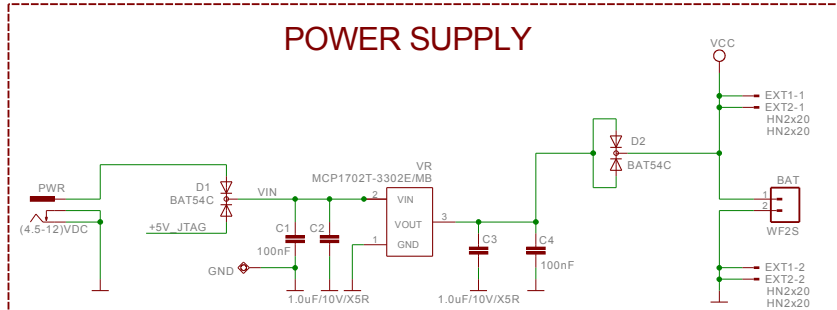 POWER SUPPLY
VCC
EXT1-1
EXT2-1
HN2x20
HN2x20
D2
BAT54C
VR
MCP1702T-3302E/MB
PWR
D1
BAT54C
VIN
2
VIN
VOUT
3
1
GND
BAT
1
2
WF2S
(4.5-12)VDC
+5V_JTAG
C1
C2
100nF
GND
1.0uF/10V/X5R
C3
C4
100nF
1.0uF/10V/X5R
EXT1-2
EXT2-2
HN2x20
HN2x20